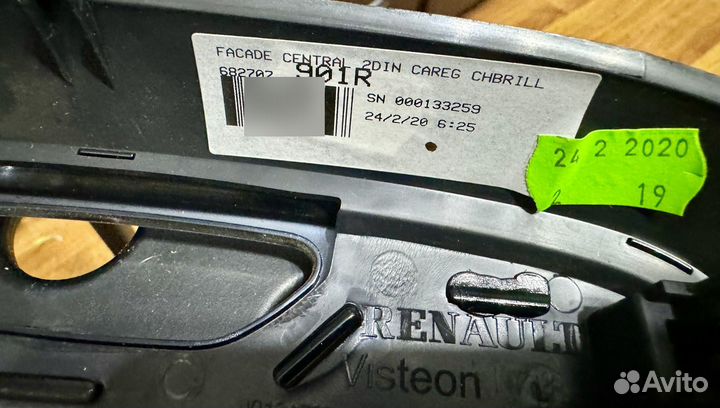 FACADE CENTRAL 2DIN CAREG CHBRILL
682707 901R
SN 000133259
24/2/20 6:25
24 2 2020
19
RENAULT
Visteon
Avito